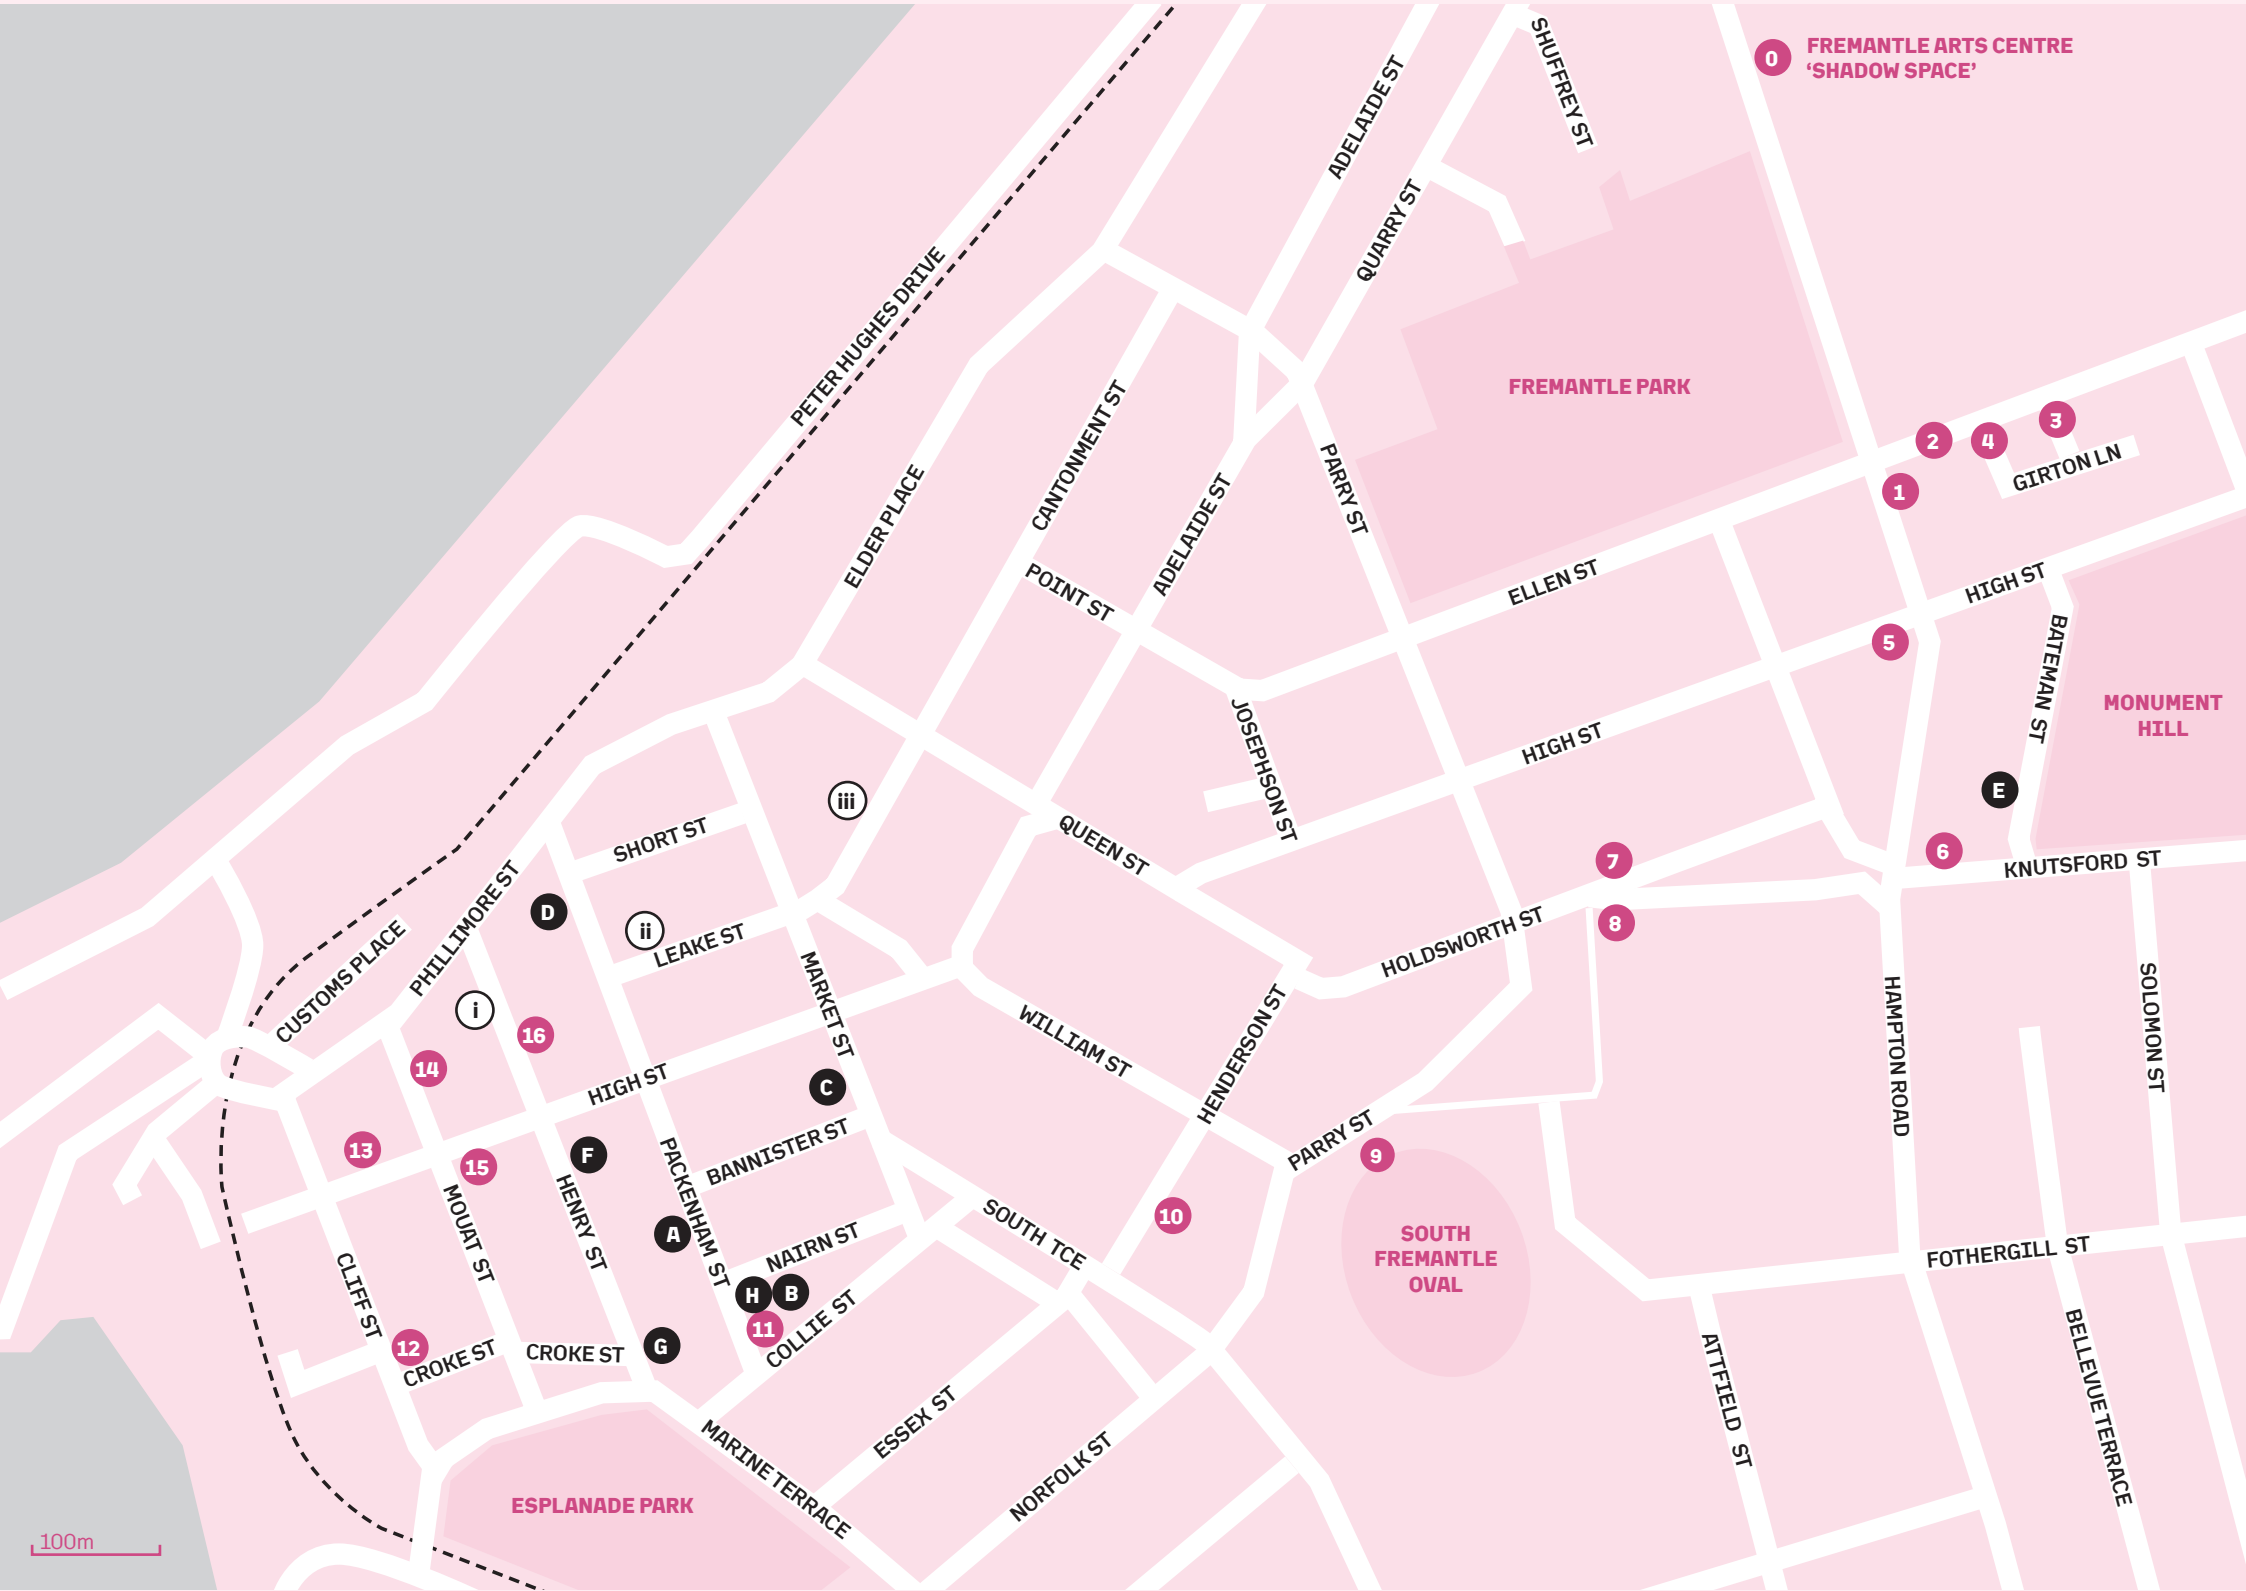 0
FREMANTLE ARTS CENTRE
‘SHADOW SPACE’
SHUFFREY ST
ADELAIDE ST
QUARRY ST
PETER HUGHES DRIVE
FREMANTLE PARK
CANTONMENT ST
ELDER PLACE
ADELAIDE ST
PARRY ST
2
4
3
GIRTON LN
1
POINT ST
ELLEN ST
HIGH ST
5
BATEMAN ST
MONUMENT
HILL
JOSEPHSON ST
HIGH ST
E
iii
SHORT ST
QUEEN ST
7
6
KNUTSFORD ST
PHILLIMORE ST
D
ii
LEAKE ST
8
HOLDSWORTH ST
CUSTOMS PLACE
i
16
MARKET ST
WILLIAM ST
HENDERSON ST
HAMPTON ROAD
SOLOMON ST
14
HIGH ST
C
13
15
F
PACKENHAM ST
BANNISTER ST
PARRY ST
9
MOUAT ST
HENRY ST
A
NAIRN ST
SOUTH TCE
10
SOUTH
FREMANTLE
OVAL
FOTHERGILL ST
CLIFF ST
H
B
11
COLLIE ST
12
CROKE ST
CROKE ST
G
ATTFIELD ST
BELLEVUE TERRACE
MARINE TERRACE
ESSEX ST
NORFOLK ST
ESPLANADE PARK
100m